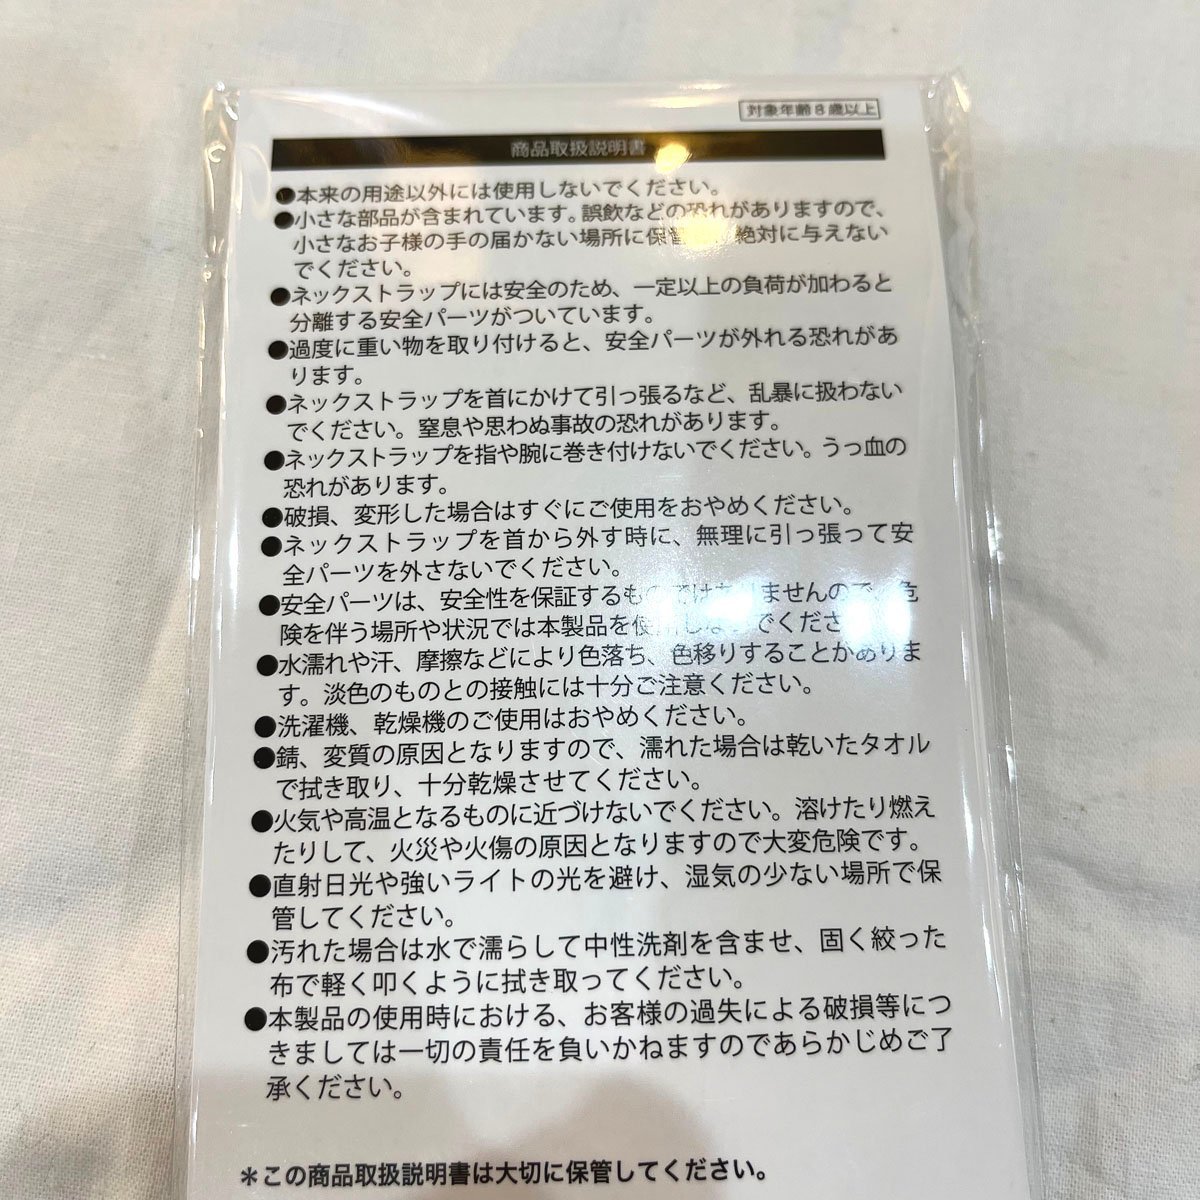 対象年齢8歳以上
商品取扱説明書
●本来の用途以外には使用しないでください。
●小さな部品が含まれています。誤飲などの恐れがありますので、
小さなお子様の手の届かない場所に保管 絶対に与えない
でください。
●ネックストラップには安全のため、一定以上の負荷が加わると
分離する安全パーツがついています。
●過度に重い物を取り付けると、安全パーツが外れる恐れがあ
ります。
●ネックストラップを首にかけて引っ張るなど、乱暴に扱わない
でください。窒息や思わぬ事故の恐れがあります。
●ネックストラップを指や腕に巻き付けないでください。うっ血の
恐れがあります。
●破損、変形した場合はすぐにご使用をおやめください。
●ネックストラップを首から外す時に、無理に引っ張って安
全パーツを外さないでください。
●安全パーツは、安全性を保証するものではありませんので、危
険を伴う場所や状況では本製品を使用しないでくださ
●水濡れや汗、摩擦などにより色落ち、色移りすることがありま
す。淡色のものとの接触には十分ご注意ください。
●洗濯機、乾燥機のご使用はおやめください。
●錆、変質の原因となりますので、濡れた場合は乾いたタオル
で拭き取り、十分乾燥させてください。
●火気や高温となるものに近づけないでください。溶けたり燃え
たりして、火災や火傷の原因となりますので大変危険です。
●直射日光や強いライトの光を避け、湿気の少ない場所で保
管してください。
●汚れた場合は水で濡らして中性洗剤を含ませ、固く絞った
布で軽く叩くように拭き取ってください。
●本製品の使用時における、お客様の過失による破損等につ
きましては一切の責任を負いかねますのであらかじめご了
承ください。
＊この商品取扱説明書は大切に保管してください。